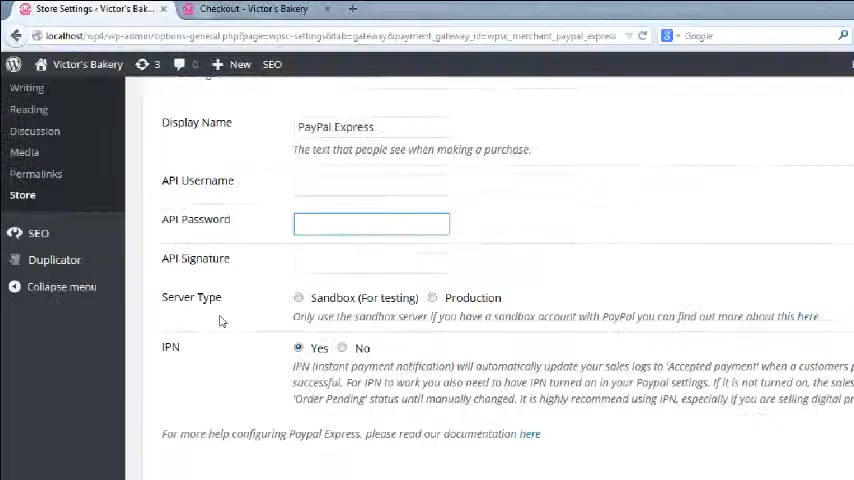 Store Settings ‹ Victor's Bak... ×
Checkout - Victor's Bakery ×
+
localhost/wp4/wp-admin/options-general.php?page=wpsc-settings&tab=gateway&payment_gateway_id=wpsc_merchant_paypal_express
Google
Victor's Bakery 3 0 + New SEO
Writing
Reading
Discussion
Media
Permalinks
Store
SEO
Duplicator
Collapse menu
Display Name
PayPal Express
The text that people see when making a purchase.
API Username
API Password
API Signature
Server Type
Sandbox (For testing) Production
Only use the sandbox server if you have a sandbox account with PayPal you can find out more about this here
IPN
Yes No
IPN (instant payment notification) will automatically update your sales logs to 'Accepted payment' when a customers p
successful. For IPN to work you also need to have IPN turned on in your Paypal settings. If it is not turned on, the sales
'Order Pending' status until manually changed. It is highly recommend using IPN, especially if you are selling digital pr
For more help configuring Paypal Express, please read our documentation here